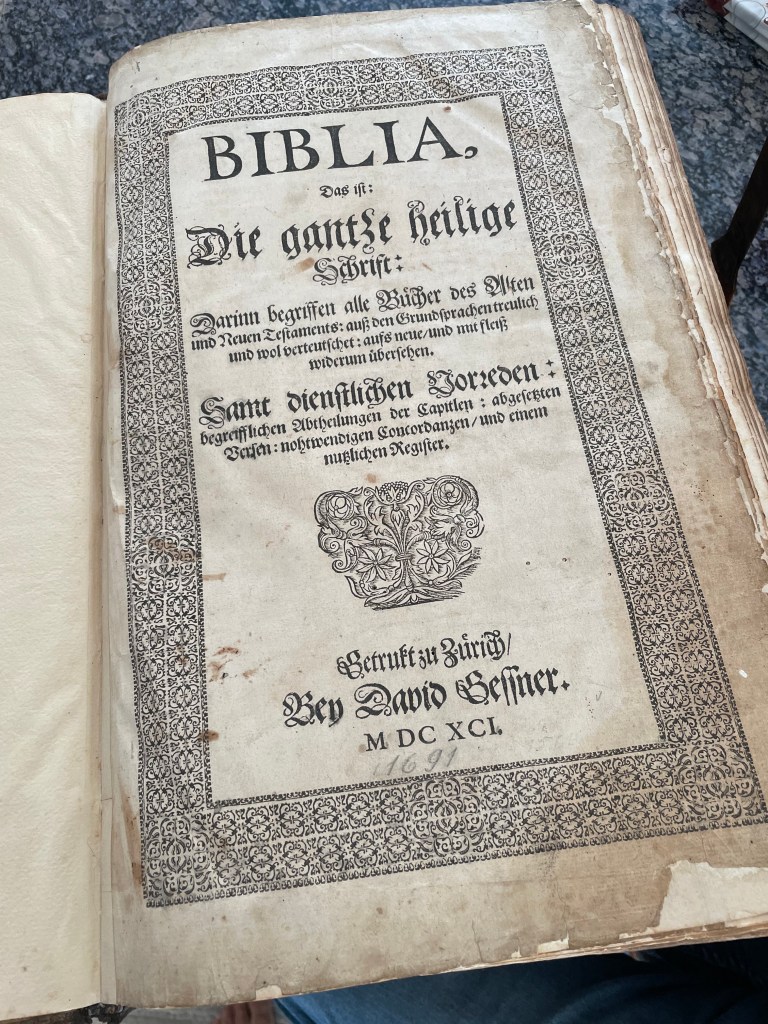 BIBLIA,
Das ist:
Die gantze heilige
Schrift:
Darinn begriffen alle Bücher des Alten
und Neuen Testaments: auß den Grundsprachen treulich
und wol verteutschet: aufs neue/und mit fleiß
widerum übersehen.
Samt dienstlichen Vorreden:
begreifflichen Abtheilungen der Capitlen: abgesetzten
Versen: nohtwendigen Concordanzen/und einem
nutzlichen Register.
Getrukt zu Zürich/
Bey David Gessner.
M DC XCI.
1691